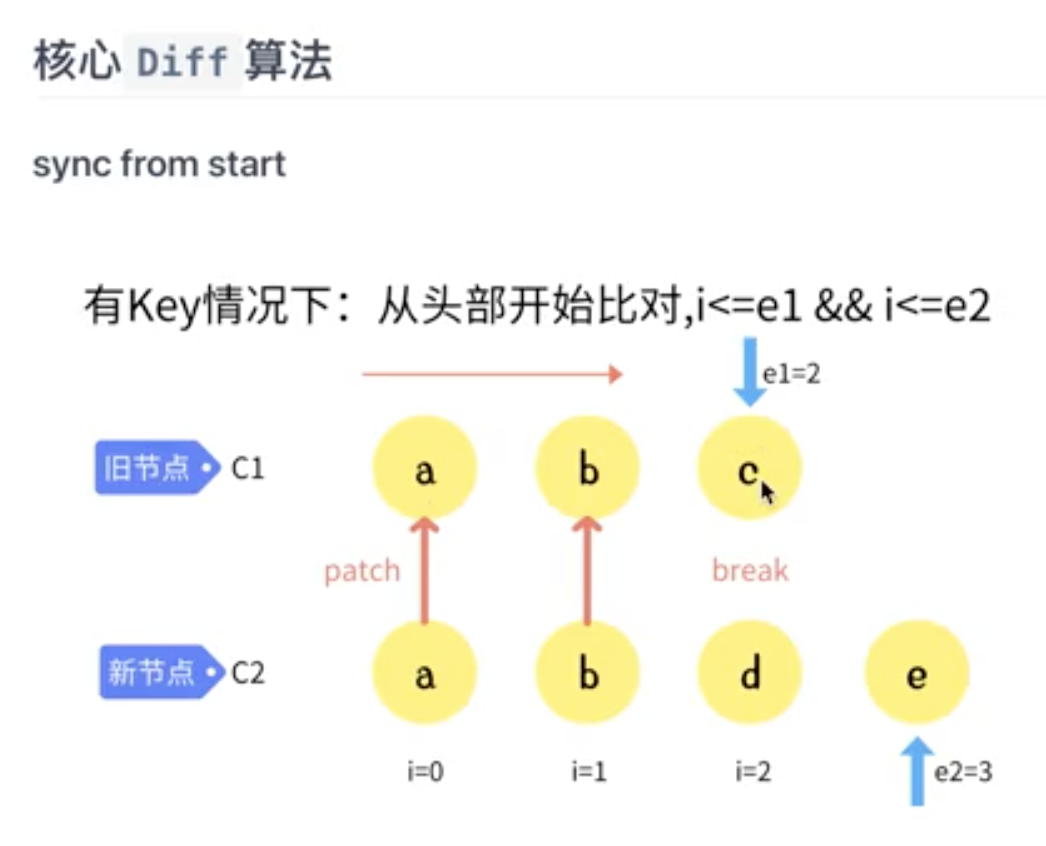 核心 Diff 算法
sync from start
有Key情况下：从头部开始比对,i<=e1 && i<=e2
e1=2
旧节点 C1 a b c
patch break
新节点 C2 a b d e
i=0 i=1 i=2 e2=3